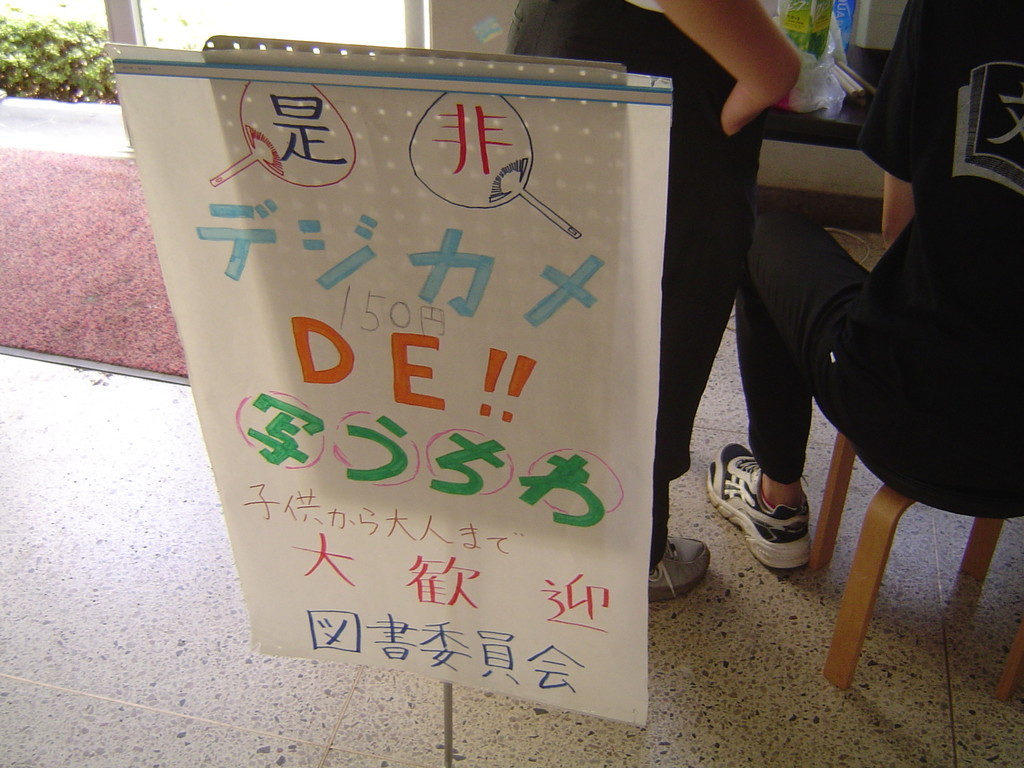 是 非
デジカメ
150円
DE!!
写うちわ
子供から大人まで
大歓迎
図書委員会
文